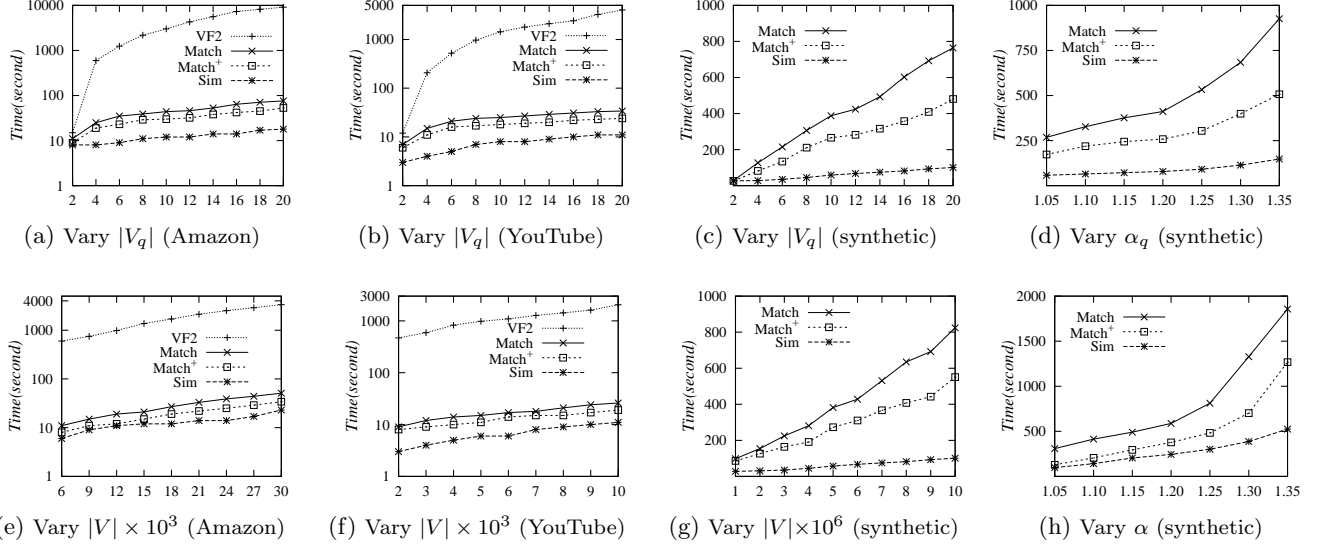 10000
1000
100
10
1
Time(second)
VF2
Match
Match⁺
Sim
2 4 6 8 10 12 14 16 18 20
(a) Vary |V_q| (Amazon)
5000
1000
100
10
1
Time(second)
VF2
Match
Match⁺
Sim
2 4 6 8 10 12 14 16 18 20
(b) Vary |V_q| (YouTube)
1000
800
600
400
200
Time(second)
Match
Match⁺
Sim
2 4 6 8 10 12 14 16 18 20
(c) Vary |V_q| (synthetic)
1000
750
500
250
Time(second)
Match
Match⁺
Sim
1.05 1.10 1.15 1.20 1.25 1.30 1.35
(d) Vary α_q (synthetic)
4000
1000
100
10
1
Time(second)
VF2
Match
Match⁺
Sim
6 9 12 15 18 21 24 27 30
(e) Vary |V| × 10³ (Amazon)
3000
1000
100
10
1
Time(second)
VF2
Match
Match⁺
Sim
2 3 4 5 6 7 8 9 10
(f) Vary |V| × 10³ (YouTube)
1000
800
600
400
200
Time(second)
Match
Match⁺
Sim
1 2 3 4 5 6 7 8 9 10
(g) Vary |V|×10⁶ (synthetic)
2000
1500
1000
500
Time(second)
Match
Match⁺
Sim
1.05 1.10 1.15 1.20 1.25 1.30 1.35
(h) Vary α (synthetic)